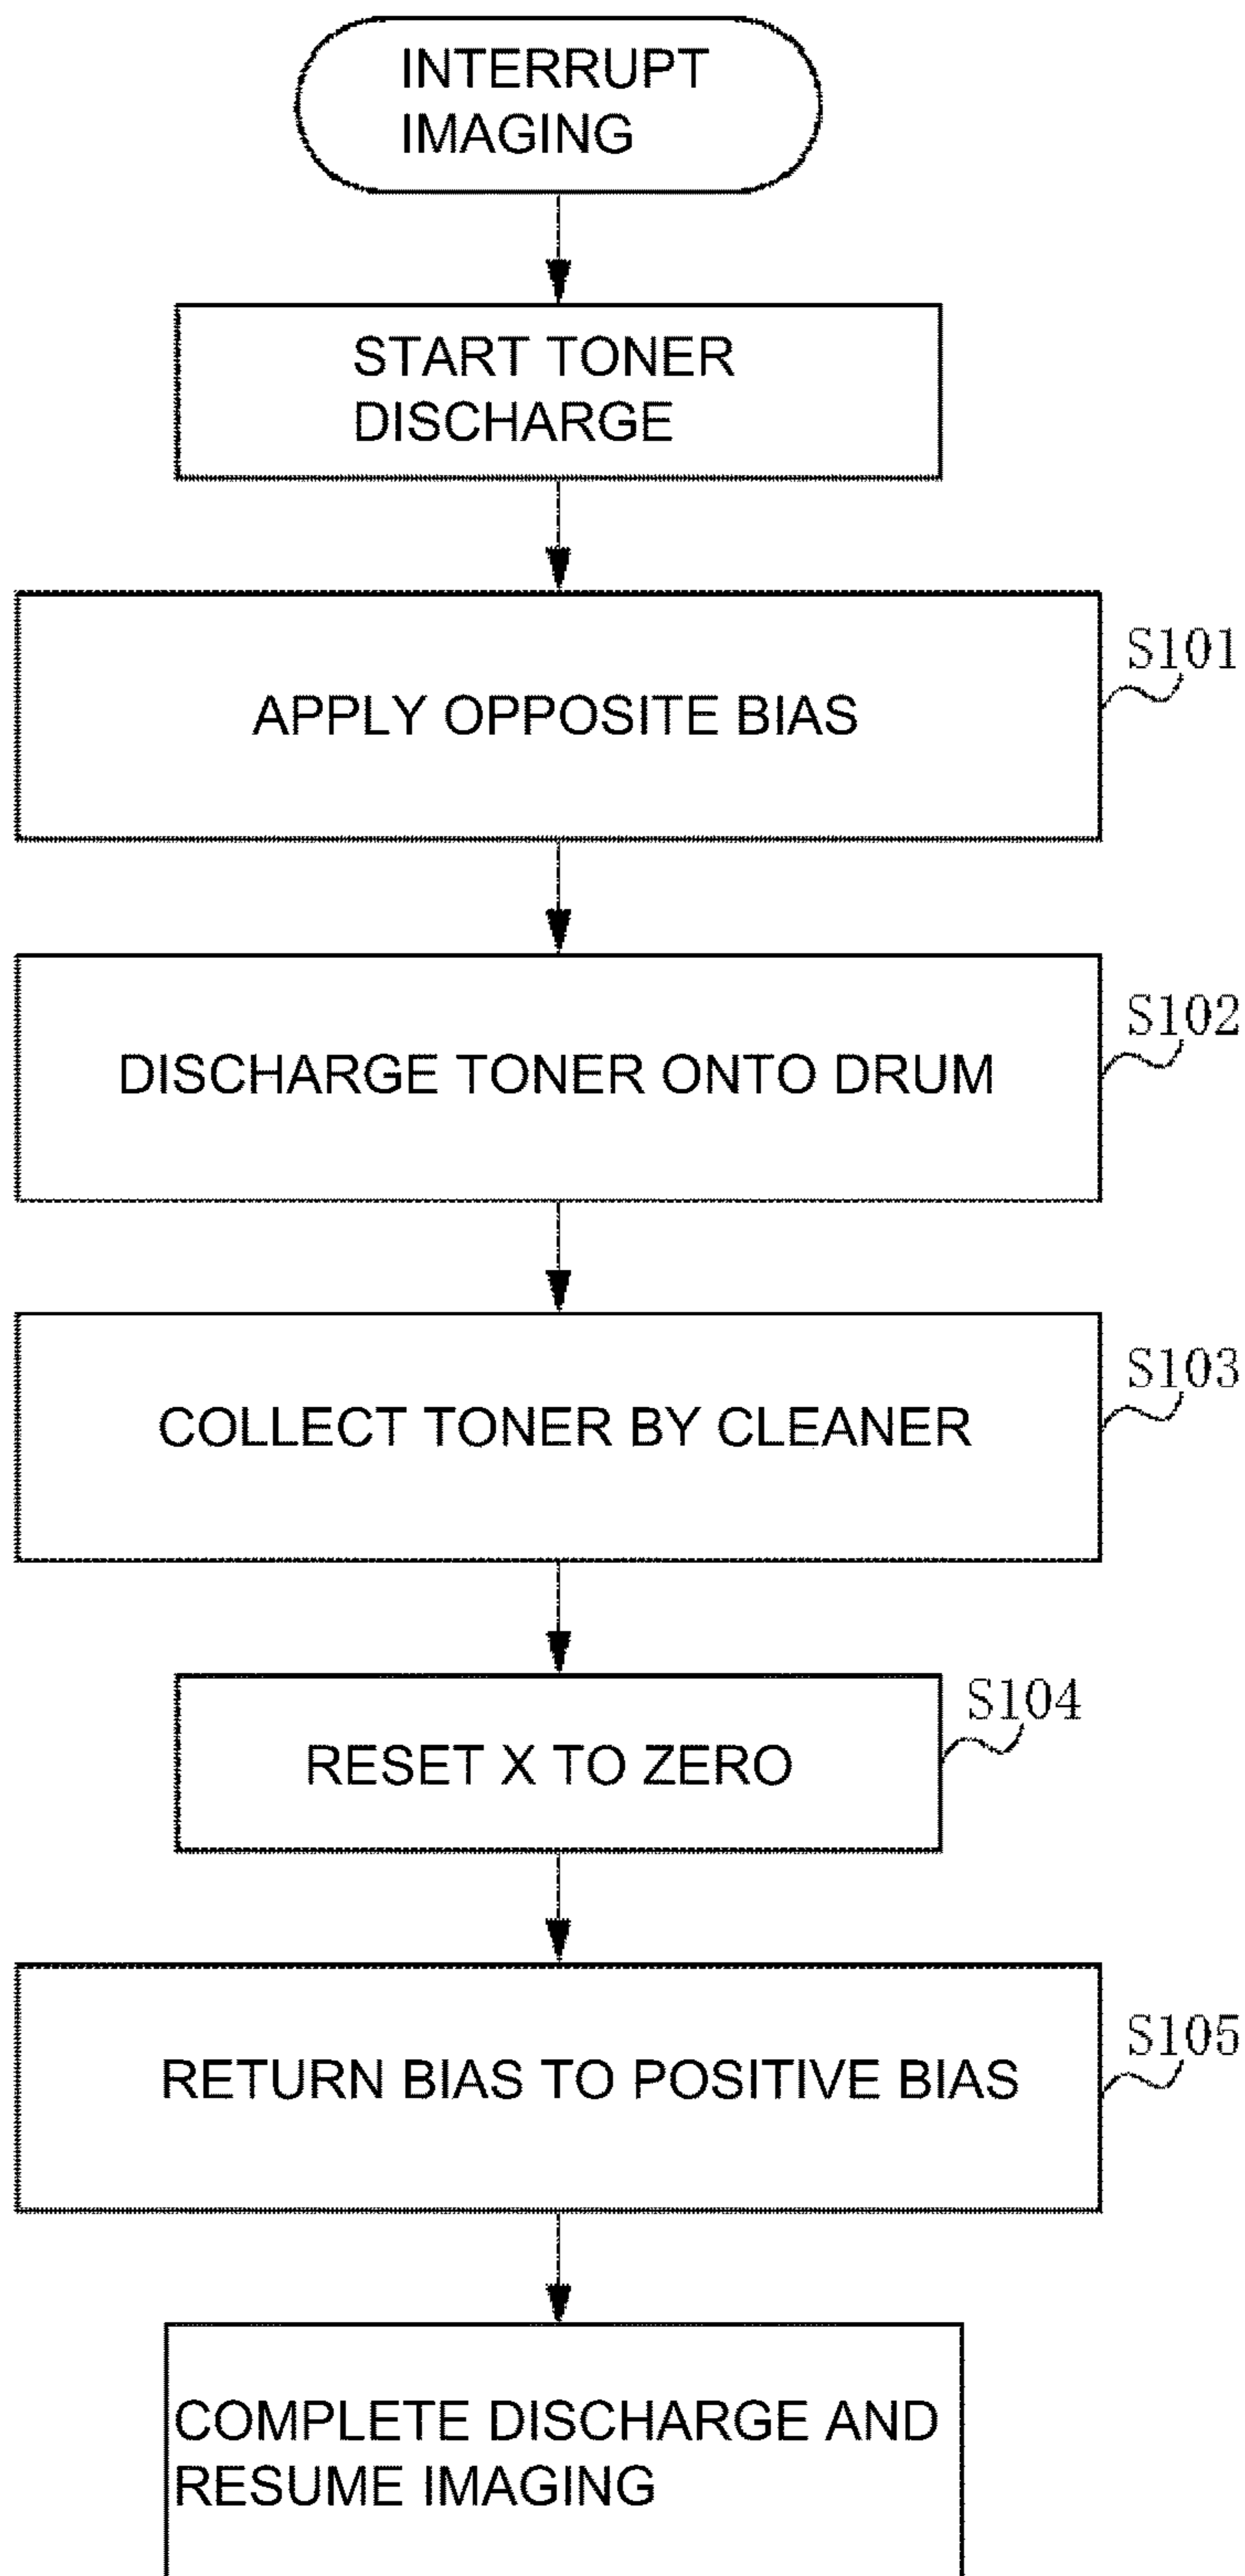 INTERRUPT
IMAGING
START TONER
DISCHARGE
APPLY OPPOSITE BIAS
S101
DISCHARGE TONER ONTO DRUM
S102
COLLECT TONER BY CLEANER
S103
RESET X TO ZERO
S104
RETURN BIAS TO POSITIVE BIAS
S105
COMPLETE DISCHARGE AND
RESUME IMAGING